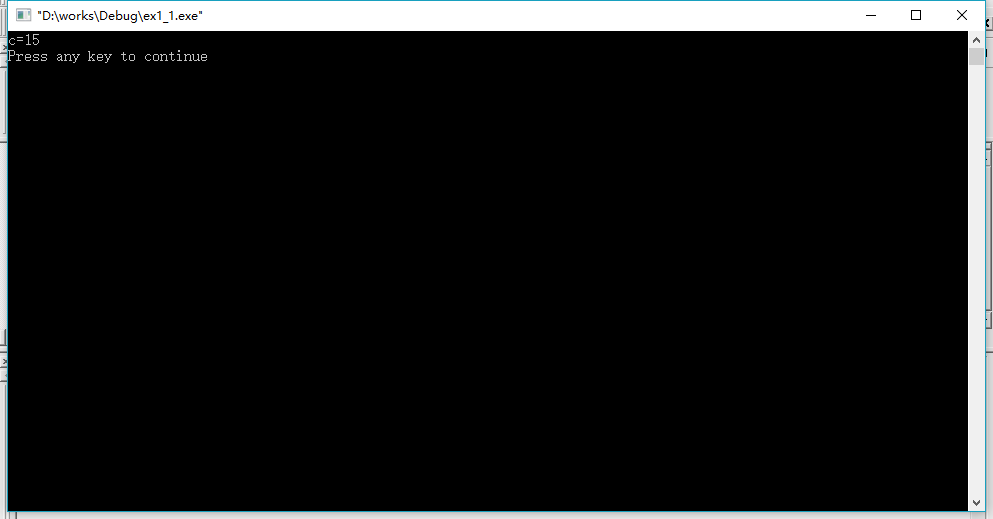 "D:\works\Debug\ex1_1.exe"
c=15
Press any key to continue